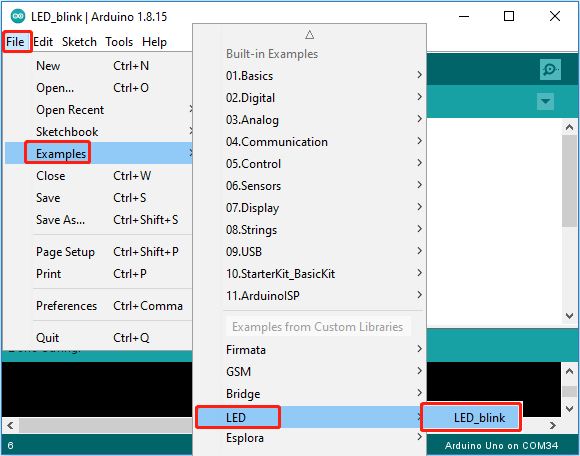 LED_blink | Arduino 1.8.15
File Edit Sketch Tools Help
New Ctrl+N
Open... Ctrl+O
Open Recent
Sketchbook
Examples
Close Ctrl+W
Save Ctrl+S
Save As... Ctrl+Shift+S
Page Setup Ctrl+Shift+P
Print Ctrl+P
Preferences Ctrl+Comma
Quit Ctrl+Q
Built-in Examples
01.Basics
02.Digital
03.Analog
04.Communication
05.Control
06.Sensors
07.Display
08.Strings
09.USB
10.StarterKit_BasicKit
11.ArduinoISP
Examples from Custom Libraries
Firmata
GSM
Bridge
LED
Esplora
LED_blink
6
Arduino Uno on COM34